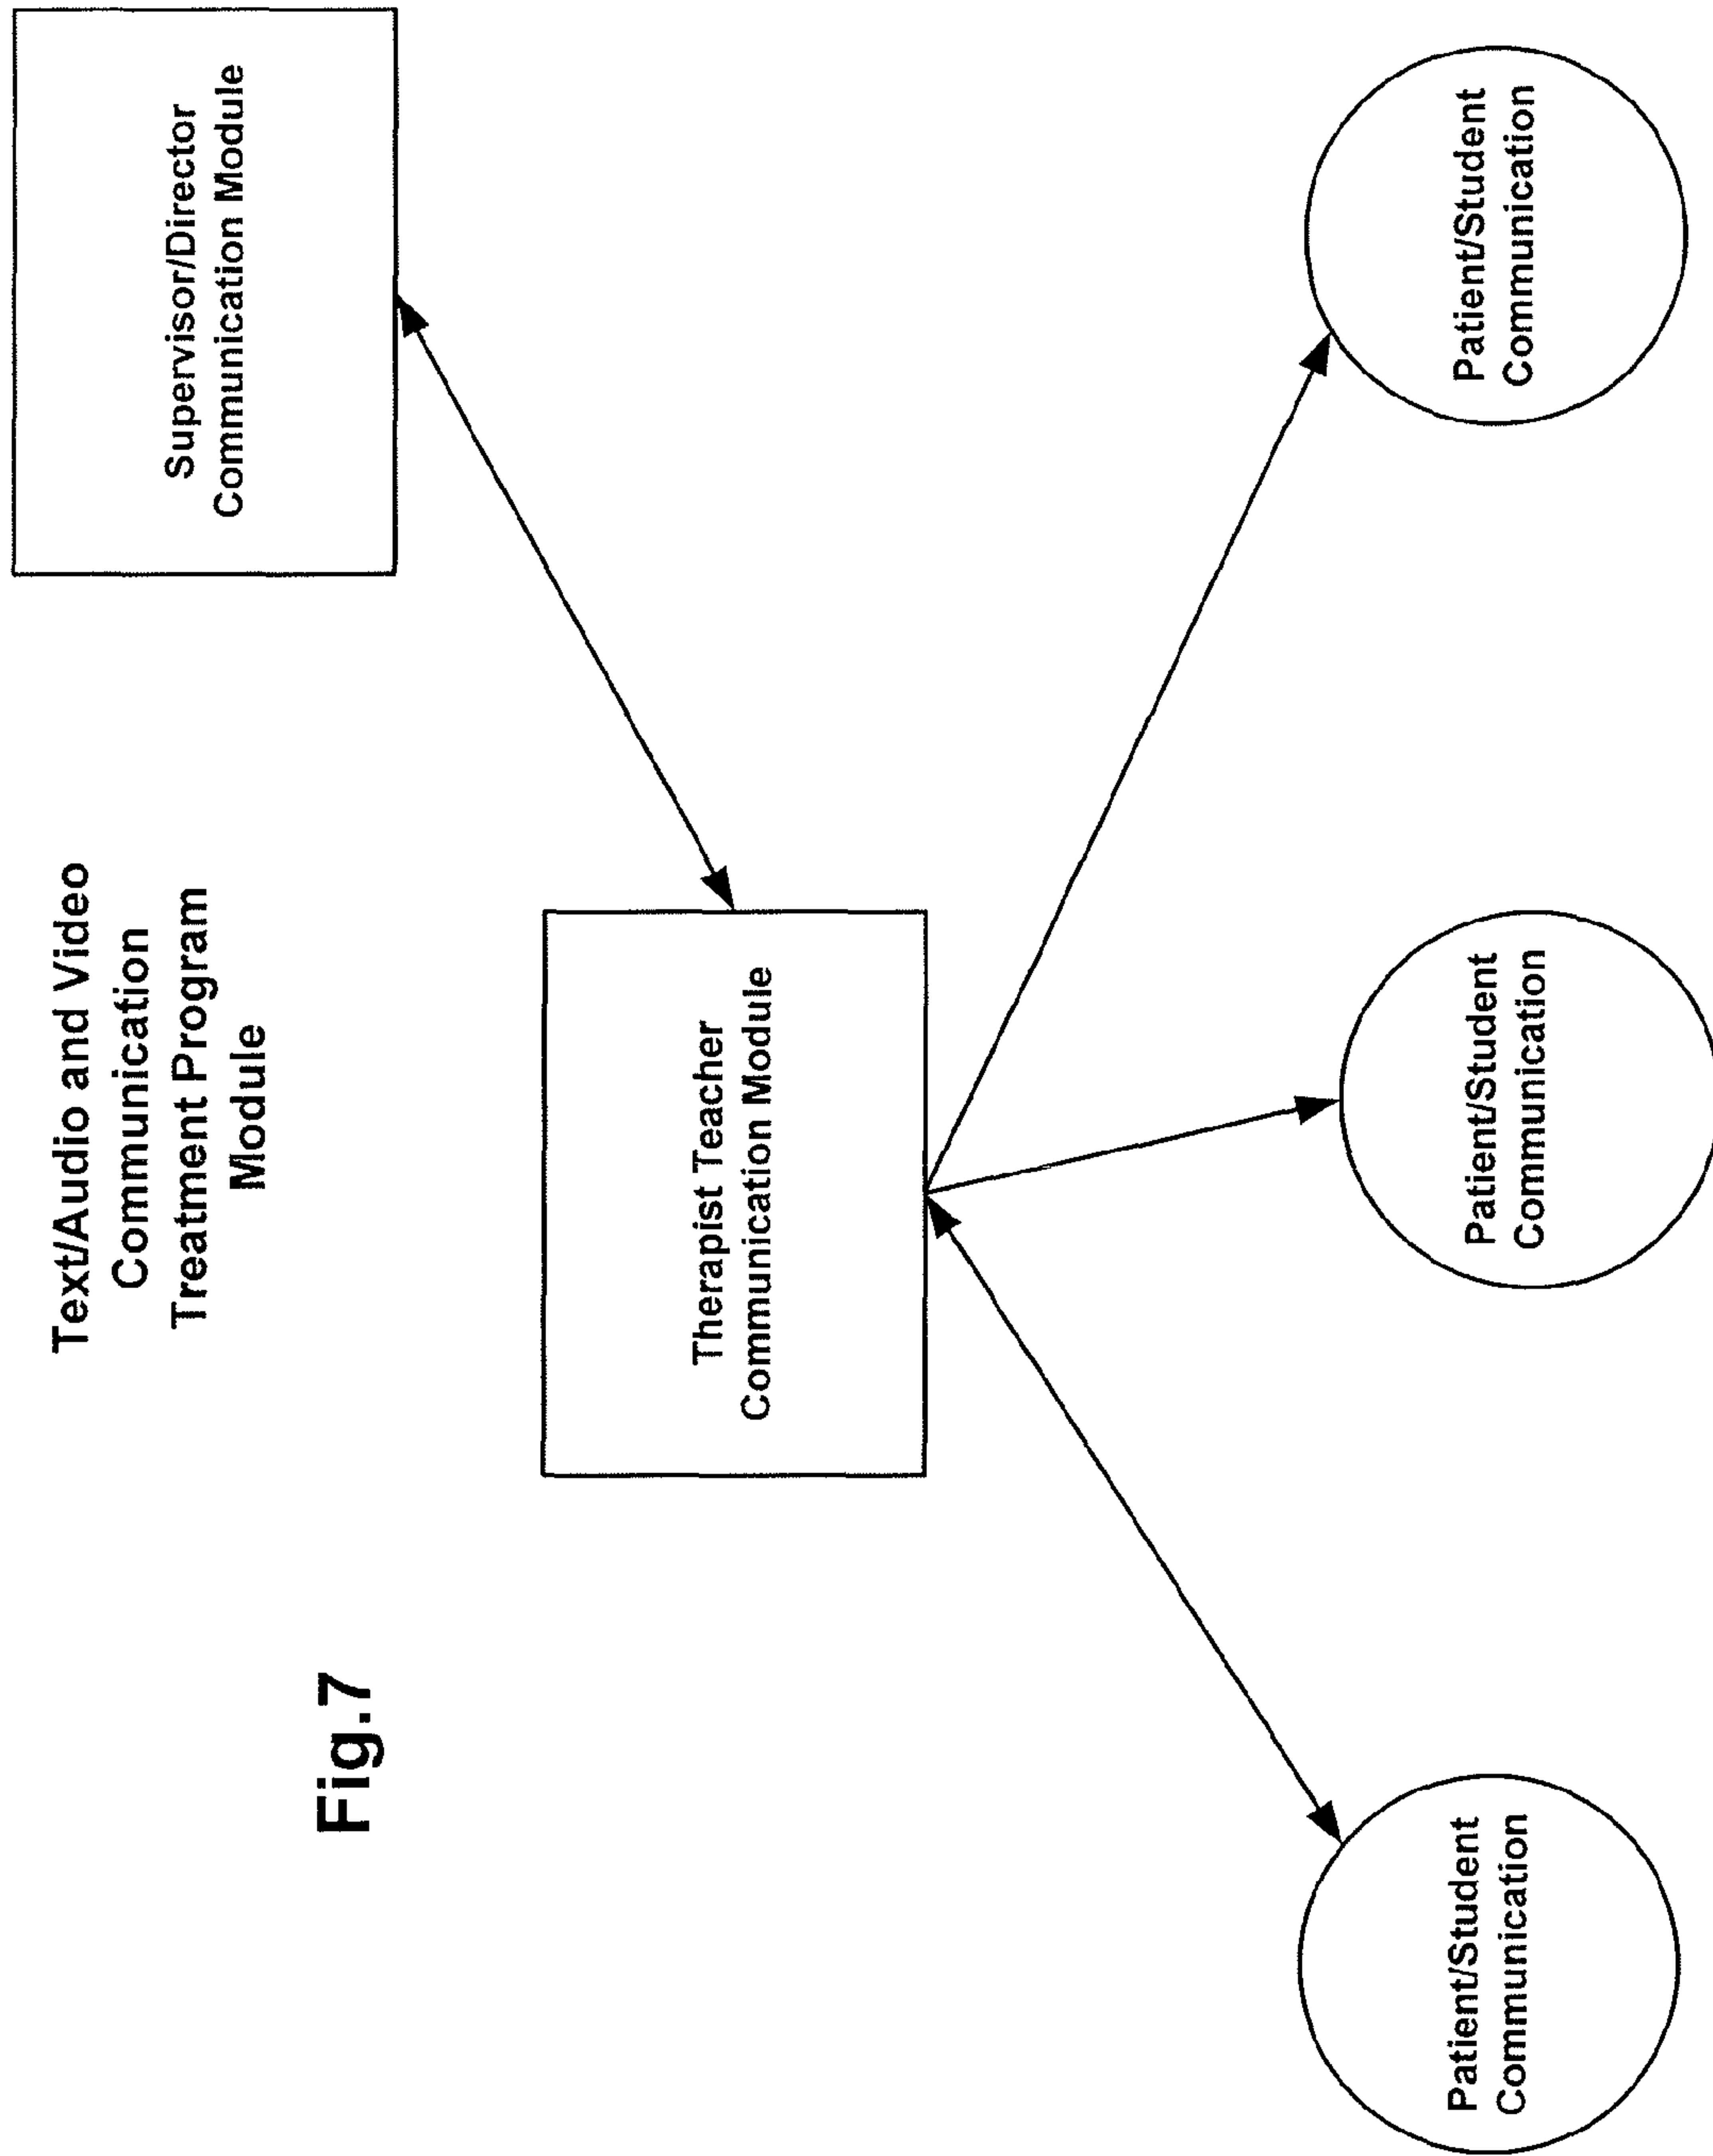 Text/Audio and Video
Communication
Treatment Program
Module
Fig.7
Supervisor/Director
Communication Module
Therapist Teacher
Communication Module
Patient/Student
Communication
Patient/Student
Communication
Patient/Student
Communication